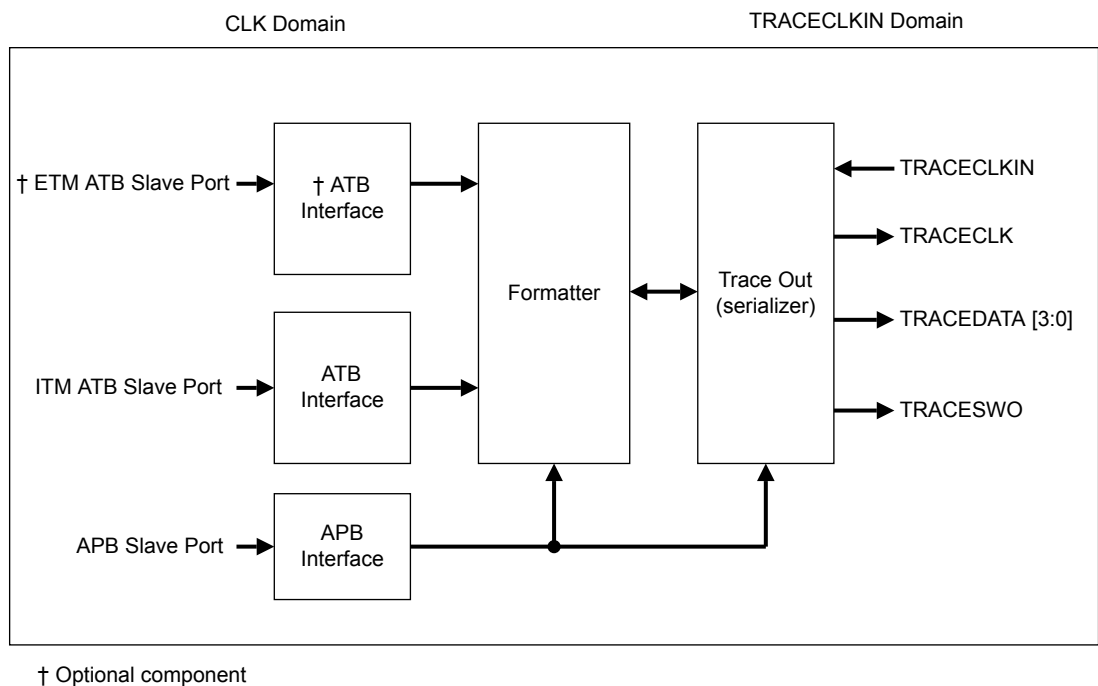 CLK Domain
TRACECLKIN Domain
† ETM ATB Slave Port
† ATB
Interface
Formatter
Trace Out
(serializer)
TRACECLKIN
TRACECLK
TRACEDATA [3:0]
TRACESWO
ITM ATB Slave Port
ATB
Interface
APB Slave Port
APB
Interface
† Optional component